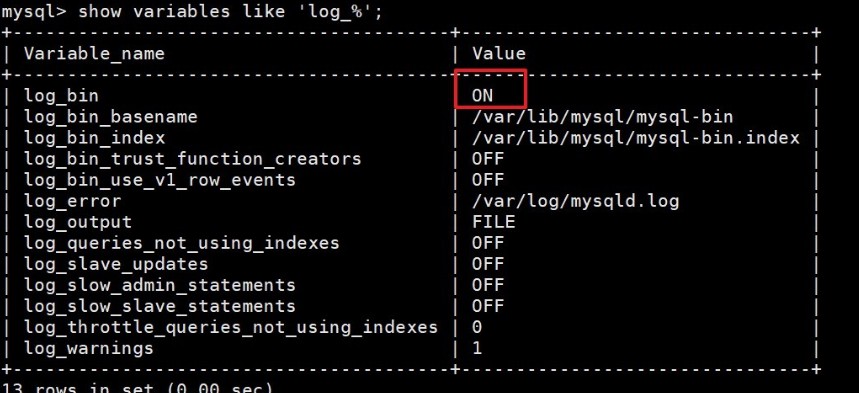 mysql> show variables like 'log_%';
+----------------------------------------+--------------------------------+
| Variable_name                          | Value                          |
+----------------------------------------+--------------------------------+
| log_bin                                | ON                             |
| log_bin_basename                       | /var/lib/mysql/mysql-bin       |
| log_bin_index                          | /var/lib/mysql/mysql-bin.index |
| log_bin_trust_function_creators        | OFF                            |
| log_bin_use_v1_row_events              | OFF                            |
| log_error                              | /var/log/mysqld.log            |
| log_output                             | FILE                           |
| log_queries_not_using_indexes          | OFF                            |
| log_slave_updates                      | OFF                            |
| log_slow_admin_statements              | OFF                            |
| log_slow_slave_statements              | OFF                            |
| log_throttle_queries_not_using_indexes | 0                              |
| log_warnings                           | 1                              |
+----------------------------------------+--------------------------------+
13 rows in set (0.00 sec)